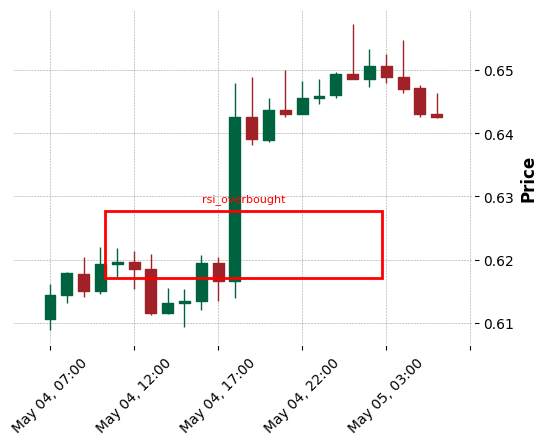 0.65
0.64
0.63
0.62
0.61
Price
rsi_overbought
May 04, 07:00
May 04, 12:00
May 04, 17:00
May 04, 22:00
May 05, 03:00